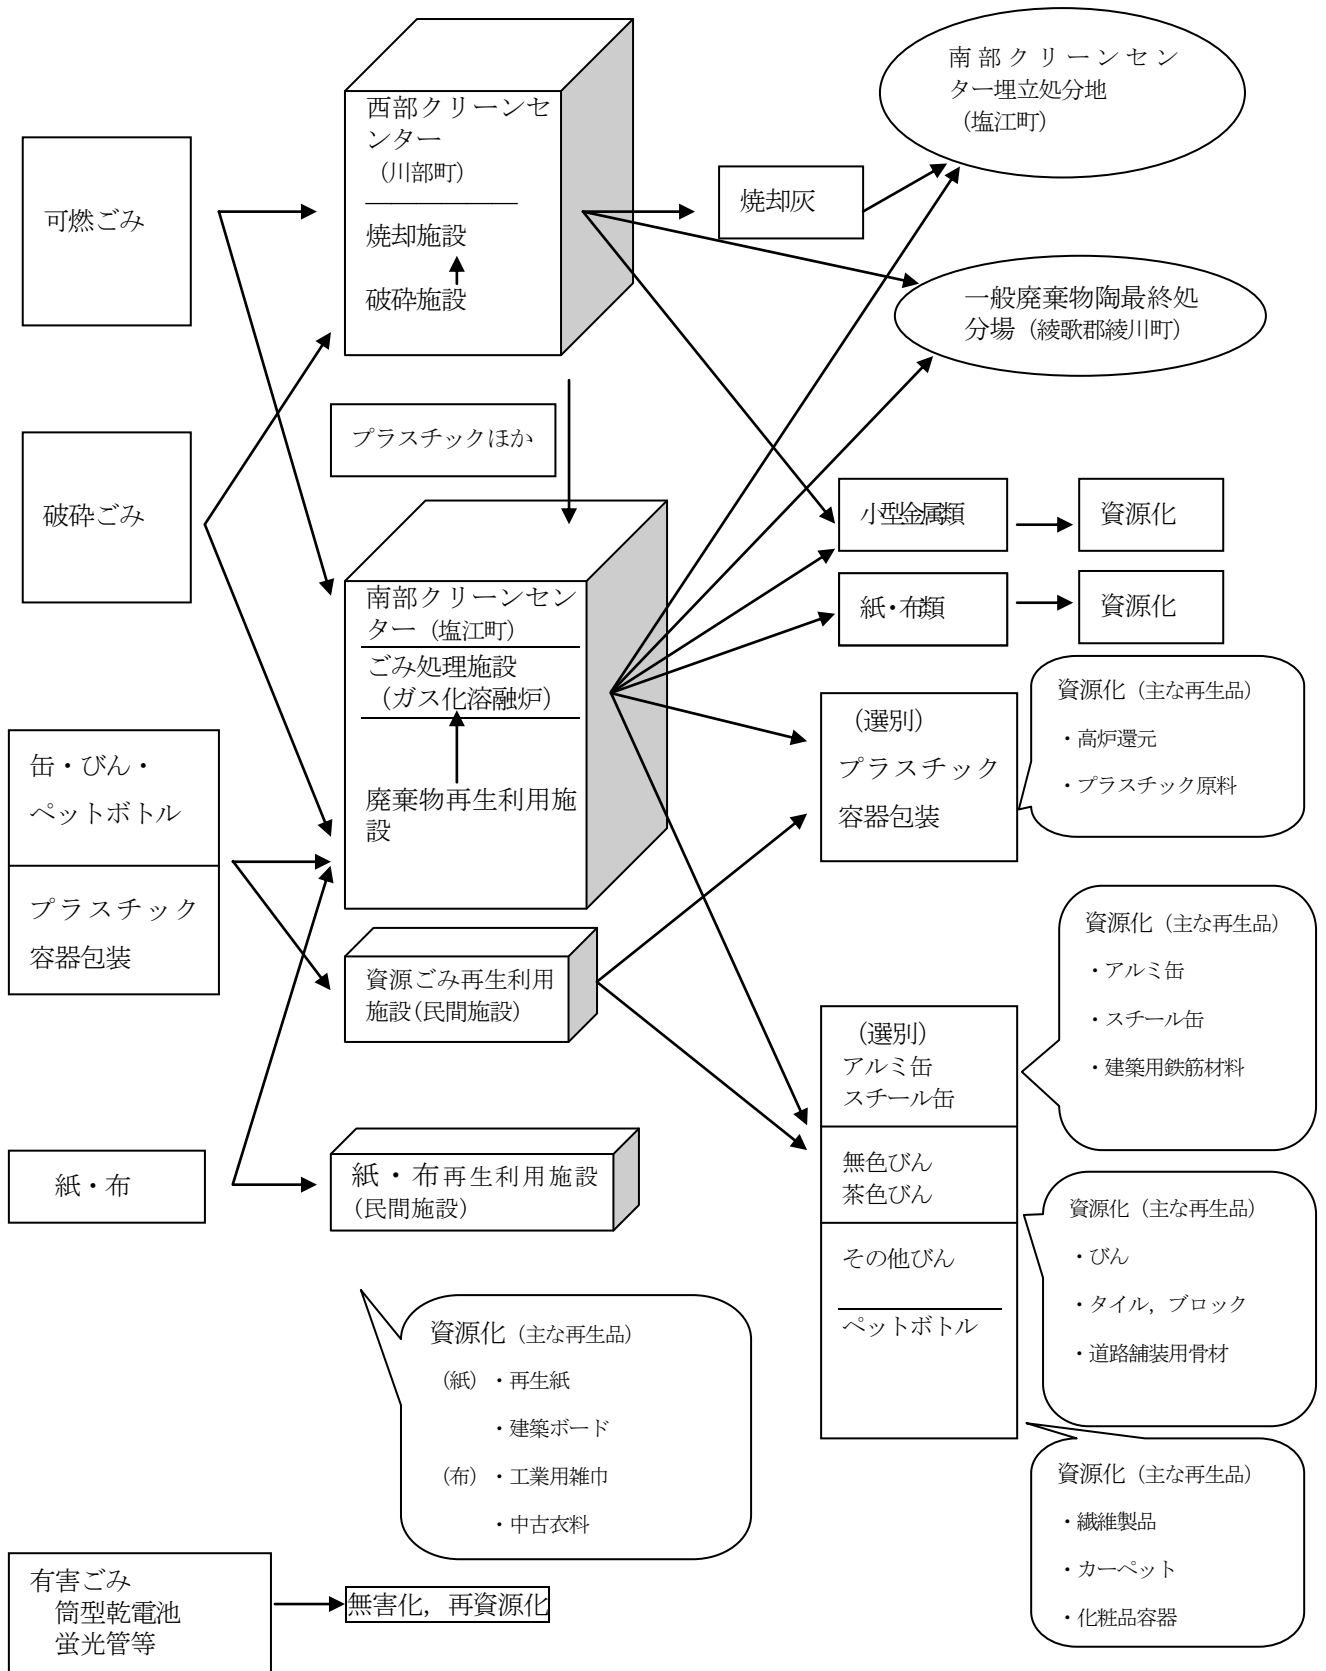 可燃ごみ
破砕ごみ
缶・びん・
ペットボトル
プラスチック
容器包装
紙・布
有害ごみ
筒型乾電池
蛍光管等
西部クリーンセ
ンター
（川部町）
焼却施設
破砕施設
プラスチックほか
南部クリーンセン
ター（塩江町）
ごみ処理施設
（ガス化溶融炉）
廃棄物再生利用施
設
資源ごみ再生利用
施設(民間施設）
紙・布再生利用施設
（民間施設）
資源化（主な再生品）
（紙）・再生紙
・建築ボード
（布）・工業用雑巾
・中古衣料
無害化，再資源化
焼却灰
南部クリーンセン
ター埋立処分地
（塩江町）
一般廃棄物陶最終処
分場（綾歌郡綾川町）
小型金属類
資源化
紙・布類
資源化
（選別）
プラスチック
容器包装
資源化（主な再生品）
・高炉還元
・プラスチック原料
（選別）
アルミ缶
スチール缶
無色びん
茶色びん
その他びん
ペットボトル
資源化（主な再生品）
・アルミ缶
・スチール缶
・建築用鉄筋材料
資源化（主な再生品）
・びん
・タイル，ブロック
・道路舗装用骨材
資源化（主な再生品）
・繊維製品
・カーペット
・化粧品容器